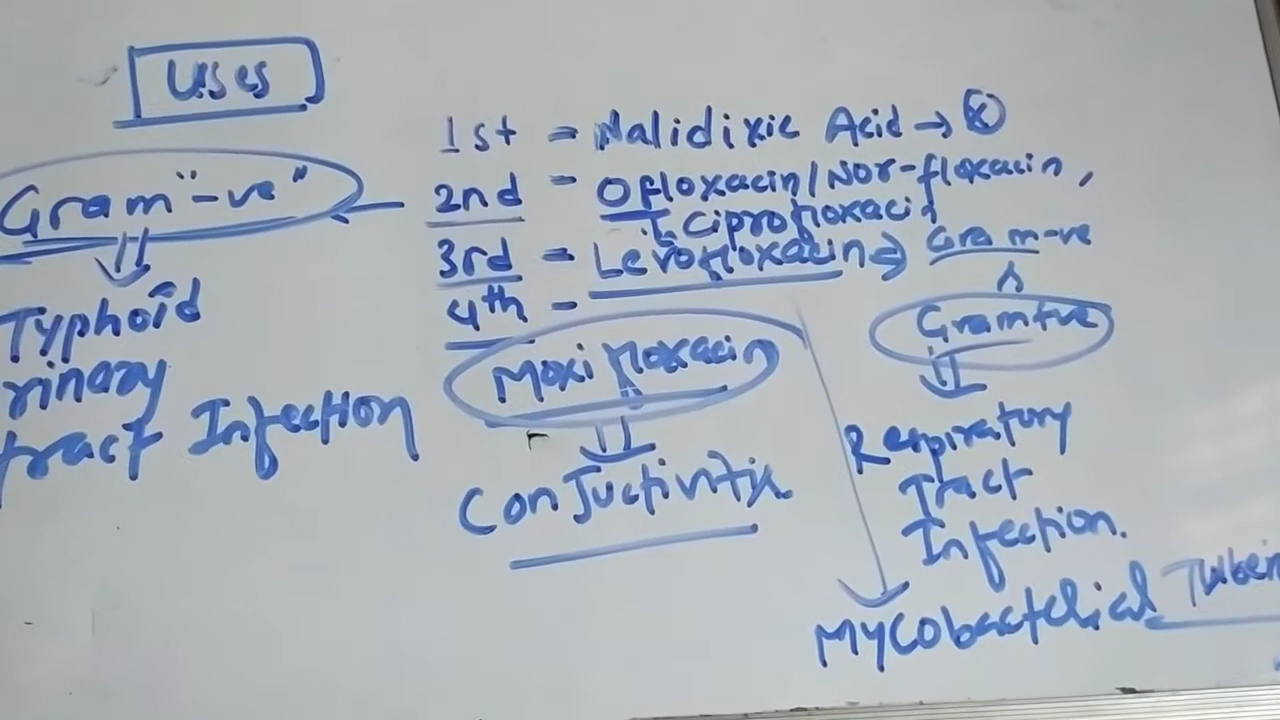 Uses
1st = Nalidixic Acid → ⓧ
Gram "-ve"
2nd = Ofloxacin/Nor-floxacin,
Ciprofloxacin
3rd = Levofloxacin ⇒ Gram-ve
4th -
Gram+ve
Moxifloxacin
Typhoid
rinary
tract Infection
Conjuctivitis
Respiratory
Tract
Infection.
Mycobacterial Tuber